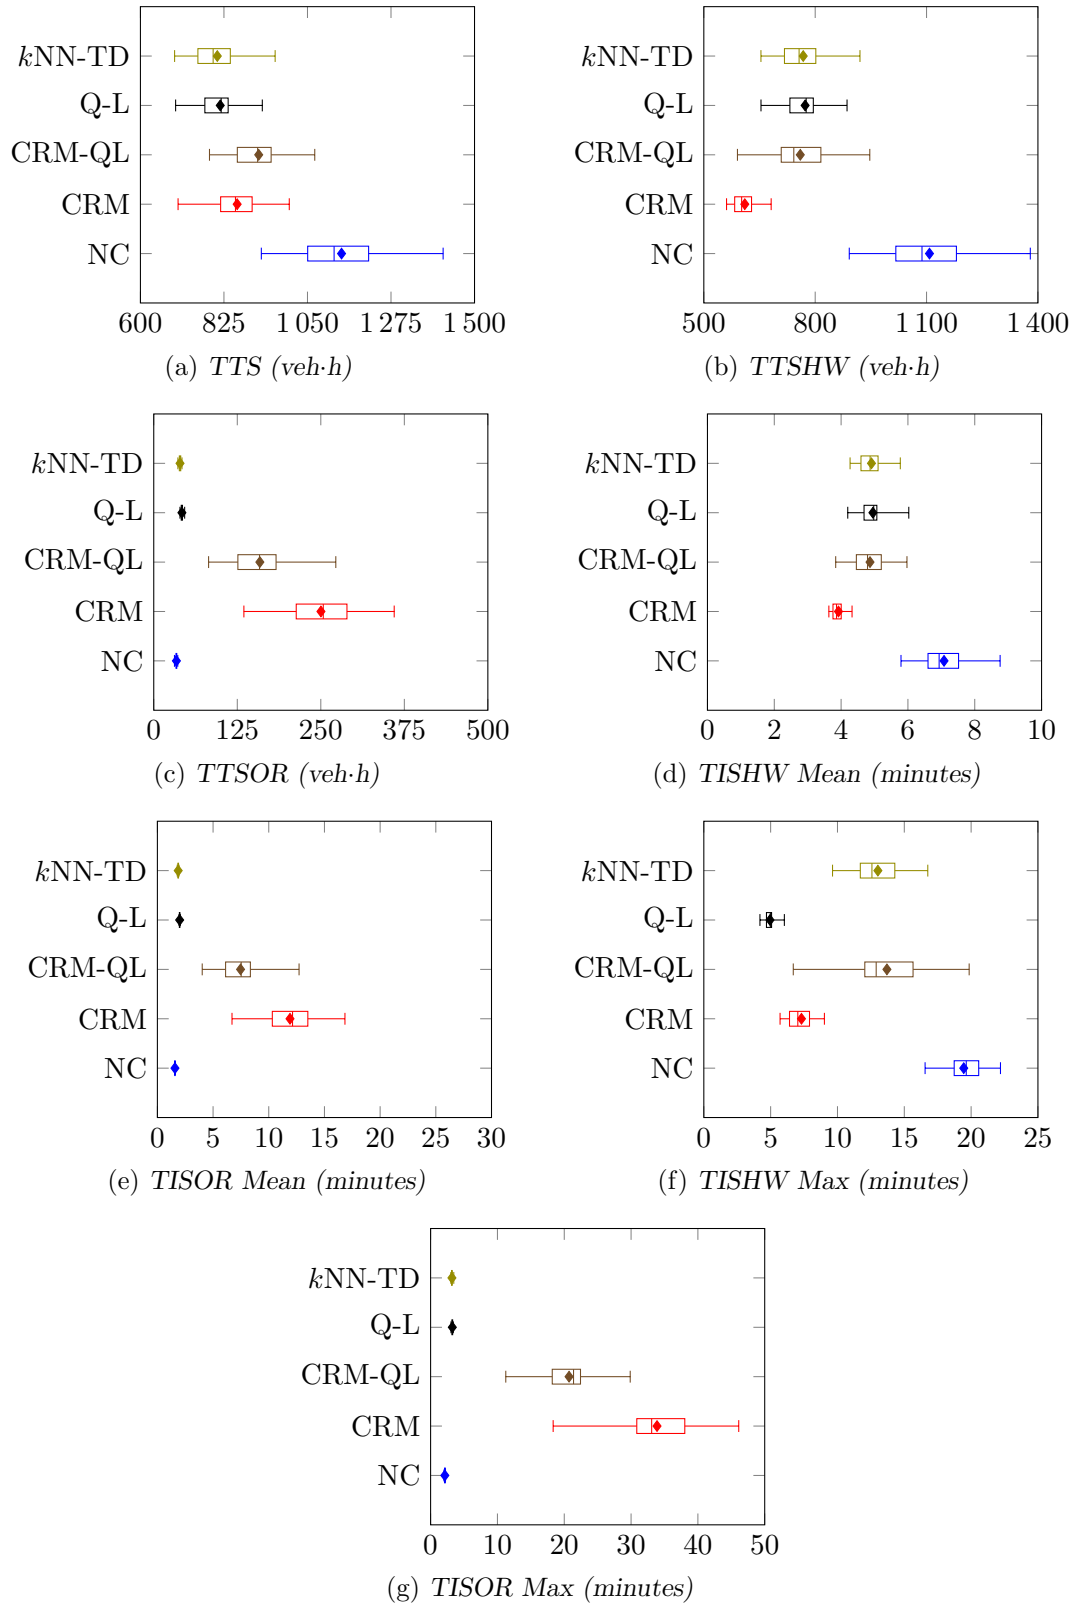 kNN-TD
Q-L
CRM-QL
CRM
NC
600 825 1 050 1 275 1 500
(a) TTS (veh·h)
kNN-TD
Q-L
CRM-QL
CRM
NC
500 800 1 100 1 400
(b) TTSHW (veh·h)
kNN-TD
Q-L
CRM-QL
CRM
NC
0 125 250 375 500
(c) TTSOR (veh·h)
kNN-TD
Q-L
CRM-QL
CRM
NC
0 2 4 6 8 10
(d) TISHW Mean (minutes)
kNN-TD
Q-L
CRM-QL
CRM
NC
0 5 10 15 20 25 30
(e) TISOR Mean (minutes)
kNN-TD
Q-L
CRM-QL
CRM
NC
0 5 10 15 20 25
(f) TISHW Max (minutes)
kNN-TD
Q-L
CRM-QL
CRM
NC
0 10 20 30 40 50
(g) TISOR Max (minutes)